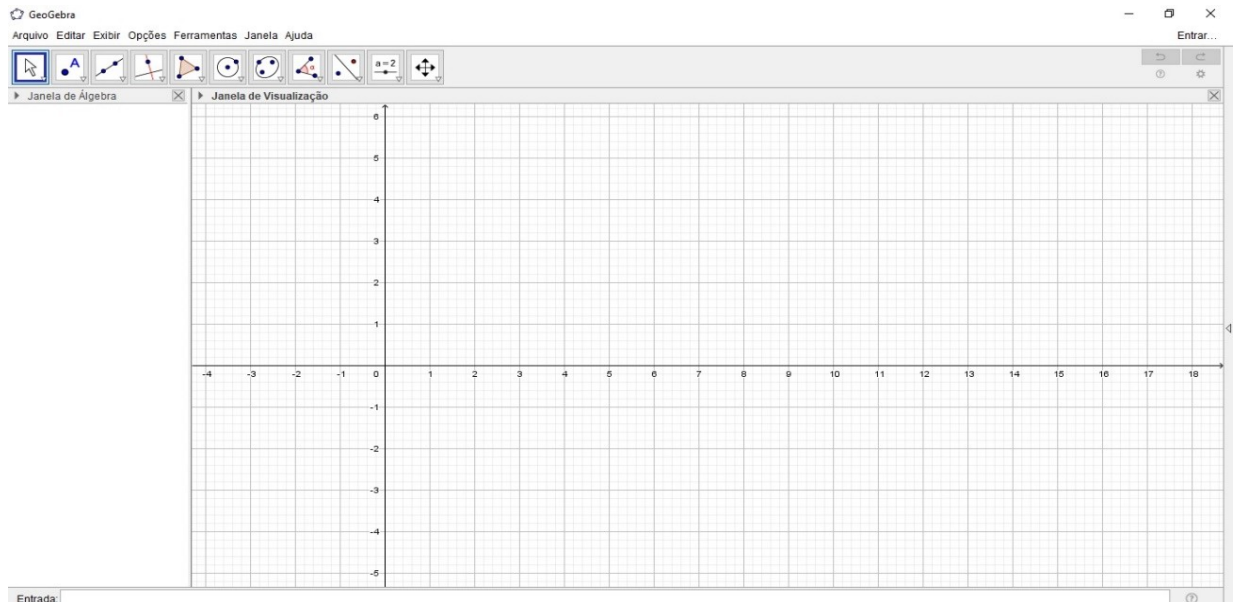 GeoGebra
Arquivo Editar Exibir Opções Ferramentas Janela Ajuda Entrar...
A α a=2
Janela de Álgebra Janela de Visualização
6
5
4
3
2
1
-4 -3 -2 -1 0 1 2 3 4 5 6 7 8 9 10 11 12 13 14 15 16 17 18
-1
-2
-3
-4
-5
Entrada: